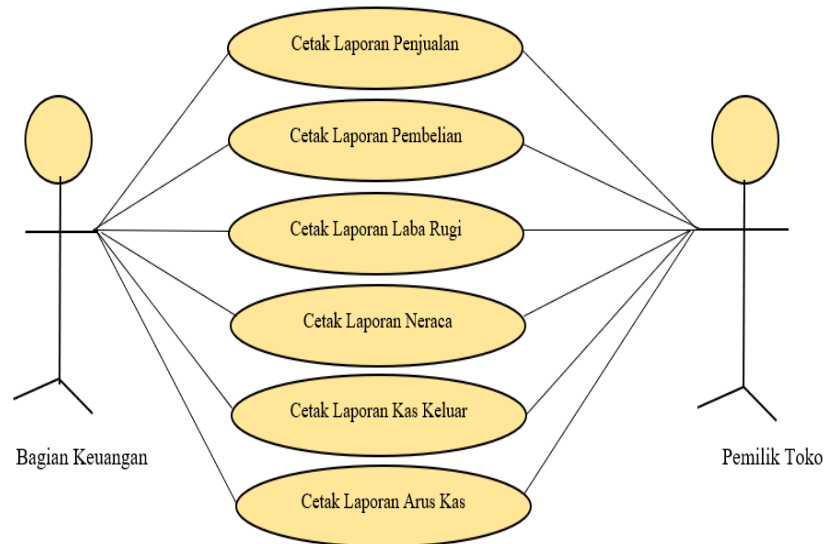 Cetak Laporan Penjualan
Cetak Laporan Pembelian
Cetak Laporan Laba Rugi
Cetak Laporan Neraca
Cetak Laporan Kas Keluar
Cetak Laporan Arus Kas
Bagian Keuangan
Pemilik Toko